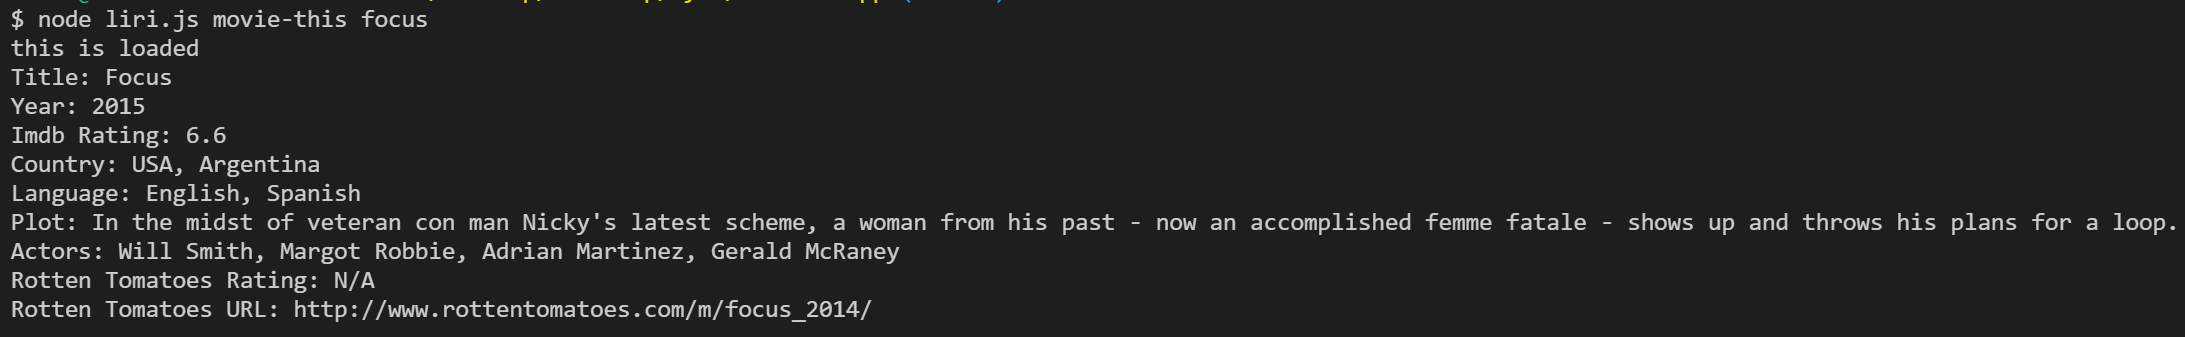 $ node liri.js movie-this focus
this is loaded
Title: Focus
Year: 2015
Imdb Rating: 6.6
Country: USA, Argentina
Language: English, Spanish
Plot: In the midst of veteran con man Nicky's latest scheme, a woman from his past - now an accomplished femme fatale - shows up and throws his plans for a loop.
Actors: Will Smith, Margot Robbie, Adrian Martinez, Gerald McRaney
Rotten Tomatoes Rating: N/A
Rotten Tomatoes URL: http://www.rottentomatoes.com/m/focus_2014/